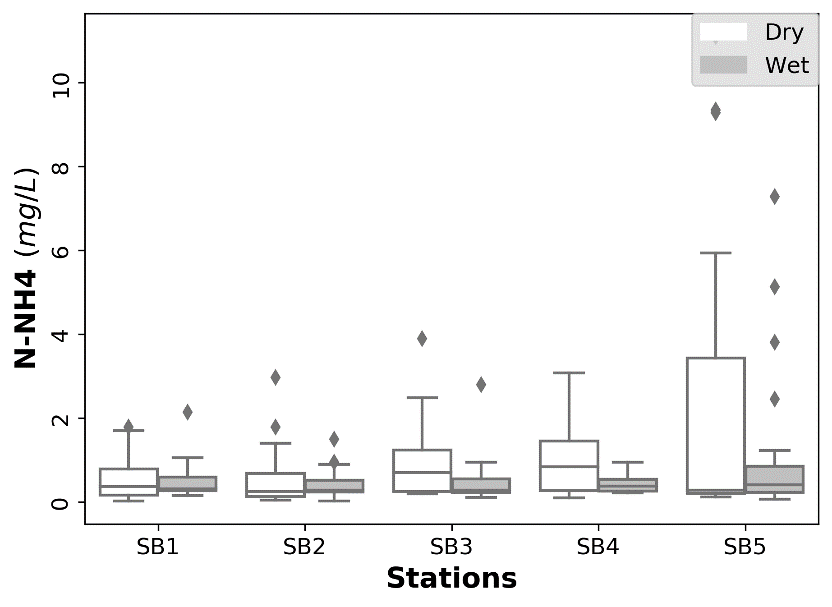 Dry
Wet
10
8
6
4
2
0
N-NH4 (mg/L)
SB1 SB2 SB3 SB4 SB5
Stations